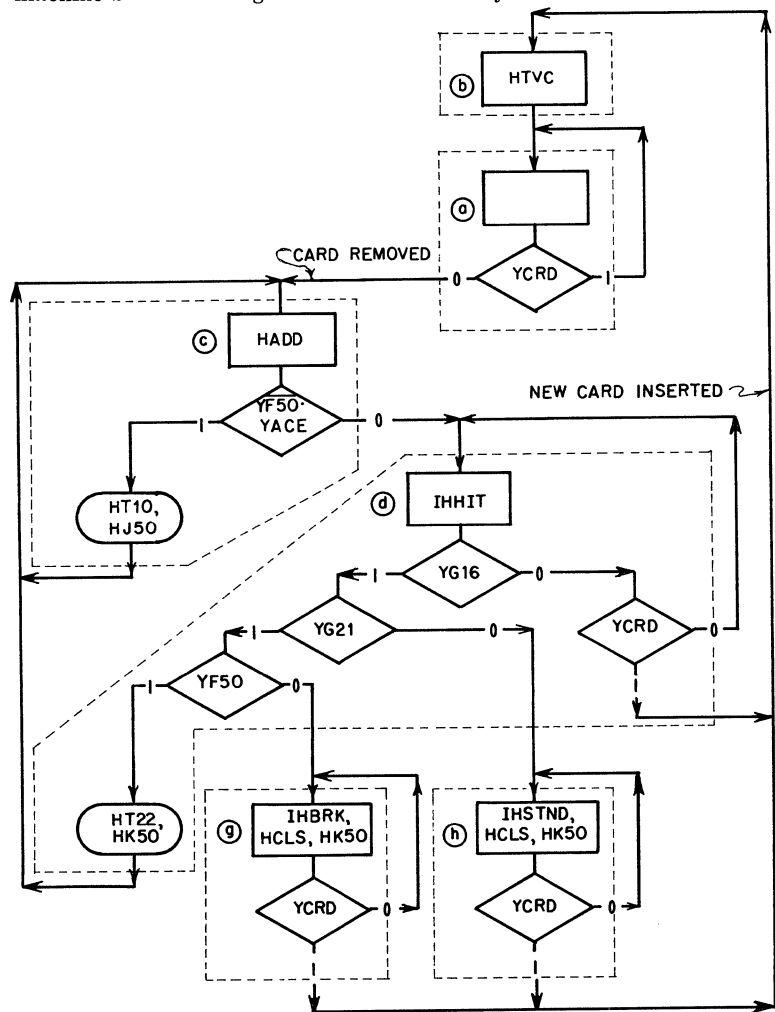 HTVC
b
a
CARD REMOVED
0 YCRD 1
c
HADD
NEW CARD INSERTED
Y̅F̅5̅0̅·
1 YACE 0
d
IHHIT
HT10,
HJ50
1 YG16 0
1 YG21 0
YCRD 0
1 YF50 0
HT22,
HK50
g
IHBRK,
HCLS, HK50
h
IHSTND,
HCLS, HK50
YCRD 0
YCRD 0